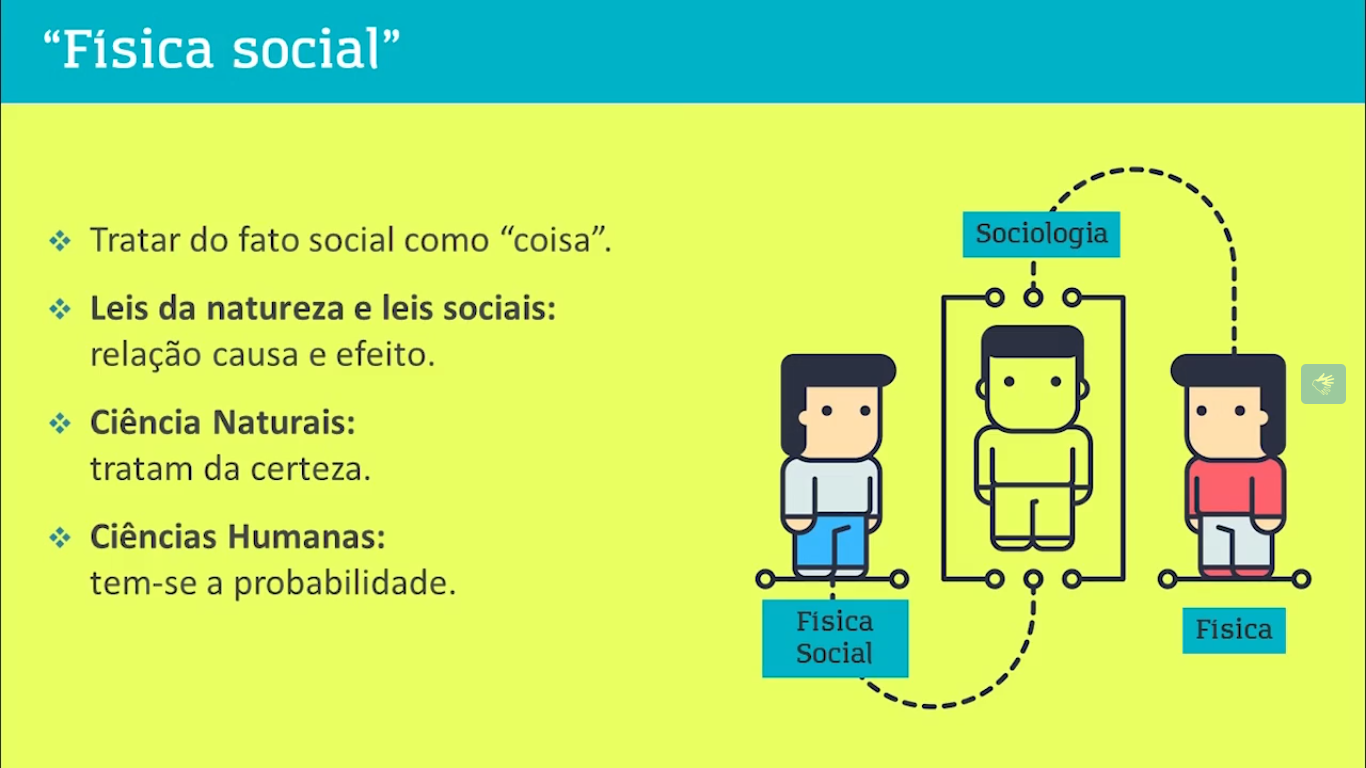 “Física social”
Tratar do fato social como “coisa”.
Leis da natureza e leis sociais:
relação causa e efeito.
Ciência Naturais:
tratam da certeza.
Ciências Humanas:
tem-se a probabilidade.
Sociologia
Física
Social
Física